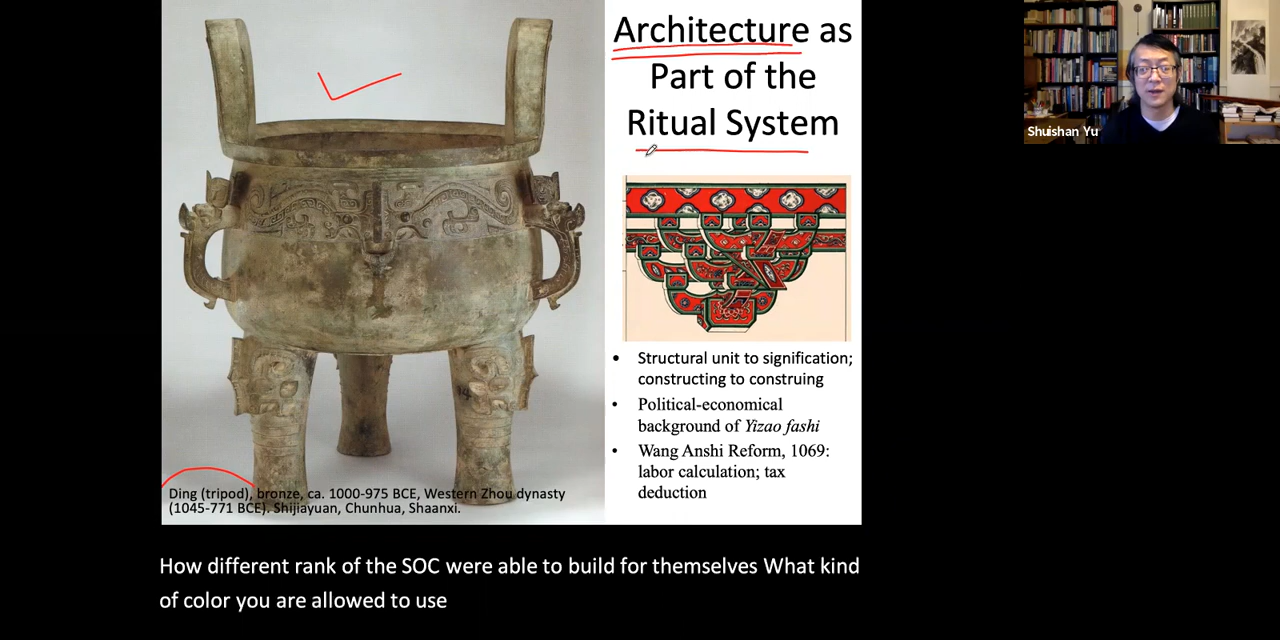 Architecture as
Part of the
Ritual System
Shuishan Yu
• Structural unit to signification;
constructing to construing
Political-economical
background of Yizao fashi
• Wang Anshi Reform, 1069:
labor calculation; tax
deduction
Ding (tripod), bronze, ca. 1000-975 BCE, Western Zhou dynasty
(1045-771 BCE). Shijiayuan, Chunhua, Shaanxi.
How different rank of the SOC were able to build for themselves What kind
of color you are allowed to use